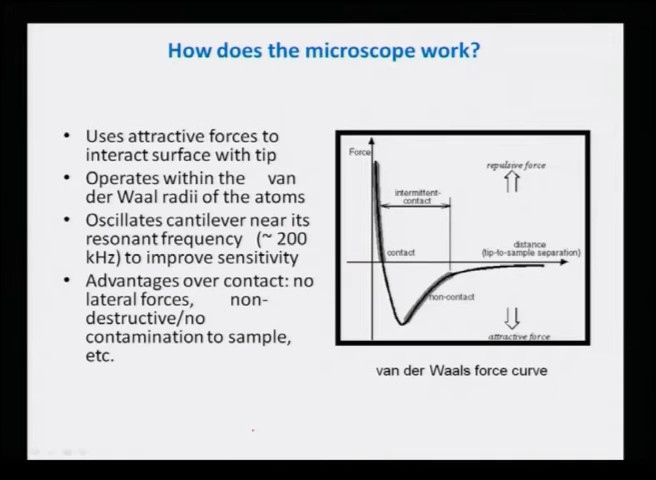 How does the microscope work?
• Uses attractive forces to
interact surface with tip
• Operates within the van
der Waal radii of the atoms
• Oscillates cantilever near its
resonant frequency (~ 200
kHz) to improve sensitivity
• Advantages over contact: no
lateral forces, non-
destructive/no
contamination to sample,
etc.
Force
repulsive force
intermittent-
contact
distance
(tip-to-sample separation)
contact
non-contact
attractive force
van der Waals force curve